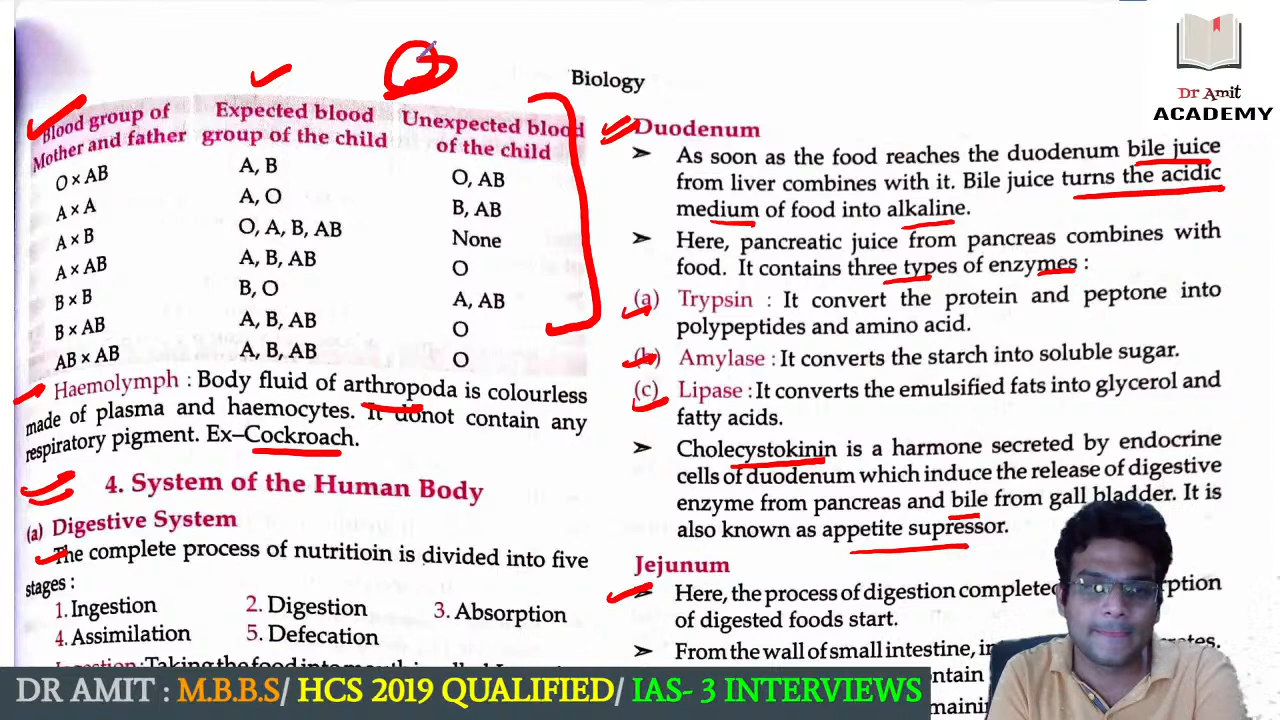 Biology
Dr Amit
ACADEMY
Blood group of Mother and father
Expected blood group of the child
Unexpected blood of the child
O × AB A, B O, AB
A × A A, O B, AB
A × B O, A, B, AB None
A × AB A, B, AB O
B × B B, O A, AB
B × AB A, B, AB O
AB × AB A, B, AB O
Haemolymph : Body fluid of arthropoda is colourless
made of plasma and haemocytes. It donot contain any
respiratory pigment. Ex–Cockroach.
4. System of the Human Body
(a) Digestive System
The complete process of nutritioin is divided into five
stages :
1. Ingestion 2. Digestion 3. Absorption
4. Assimilation 5. Defecation
Duodenum
➤ As soon as the food reaches the duodenum bile juice
from liver combines with it. Bile juice turns the acidic
medium of food into alkaline.
➤ Here, pancreatic juice from pancreas combines with
food. It contains three types of enzymes :
(a) Trypsin : It convert the protein and peptone into
polypeptides and amino acid.
(b) Amylase : It converts the starch into soluble sugar.
(c) Lipase : It converts the emulsified fats into glycerol and
fatty acids.
➤ Cholecystokinin is a harmone secreted by endocrine
cells of duodenum which induce the release of digestive
enzyme from pancreas and bile from gall bladder. It is
also known as appetite supressor.
Jejunum
➤ Here, the process of digestion
of digested foods start.
➤ From the wall of small intestine,
DR AMIT : M.B.B.S/ HCS 2019 QUALIFIED/ IAS- 3 INTERVIEWS